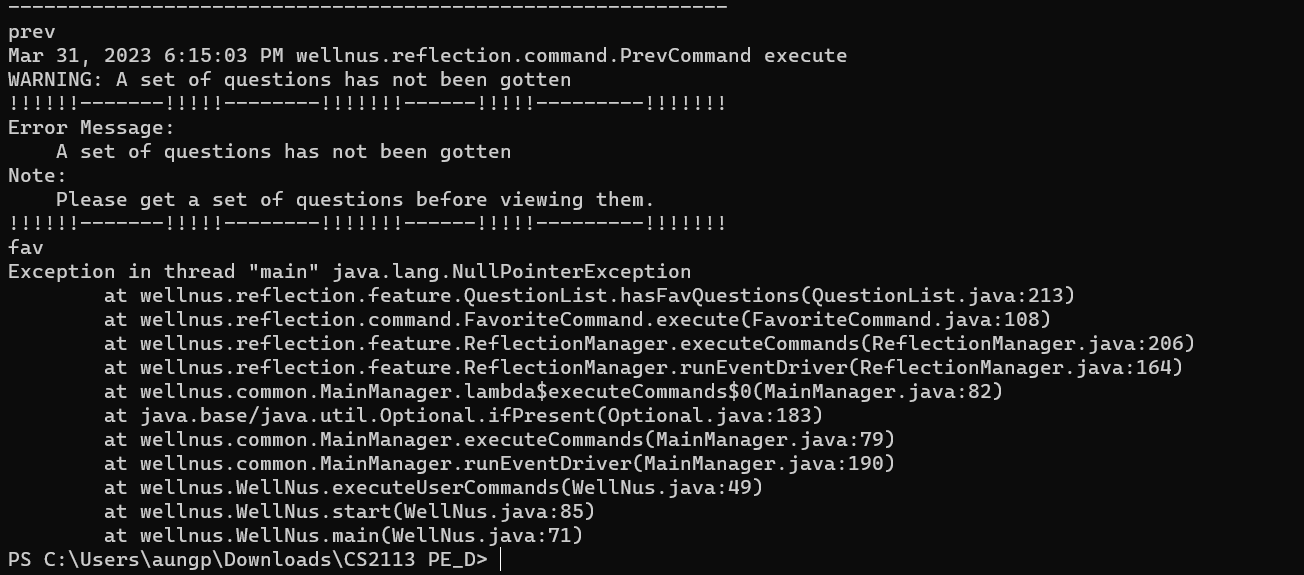 ------------------------------------------------------------
prev
Mar 31, 2023 6:15:03 PM wellnus.reflection.command.PrevCommand execute
WARNING: A set of questions has not been gotten
!!!!!!-------!!!!!--------!!!!!!!------!!!!!---------!!!!!!!
Error Message:
    A set of questions has not been gotten
Note:
    Please get a set of questions before viewing them.
!!!!!!-------!!!!!--------!!!!!!!------!!!!!---------!!!!!!!
fav
Exception in thread "main" java.lang.NullPointerException
        at wellnus.reflection.feature.QuestionList.hasFavQuestions(QuestionList.java:213)
        at wellnus.reflection.command.FavoriteCommand.execute(FavoriteCommand.java:108)
        at wellnus.reflection.feature.ReflectionManager.executeCommands(ReflectionManager.java:206)
        at wellnus.reflection.feature.ReflectionManager.runEventDriver(ReflectionManager.java:164)
        at wellnus.common.MainManager.lambda$executeCommands$0(MainManager.java:82)
        at java.base/java.util.Optional.ifPresent(Optional.java:183)
        at wellnus.common.MainManager.executeCommands(MainManager.java:79)
        at wellnus.common.MainManager.runEventDriver(MainManager.java:190)
        at wellnus.WellNus.executeUserCommands(WellNus.java:49)
        at wellnus.WellNus.start(WellNus.java:85)
        at wellnus.WellNus.main(WellNus.java:71)
PS C:\Users\aungp\Downloads\CS2113 PE_D>